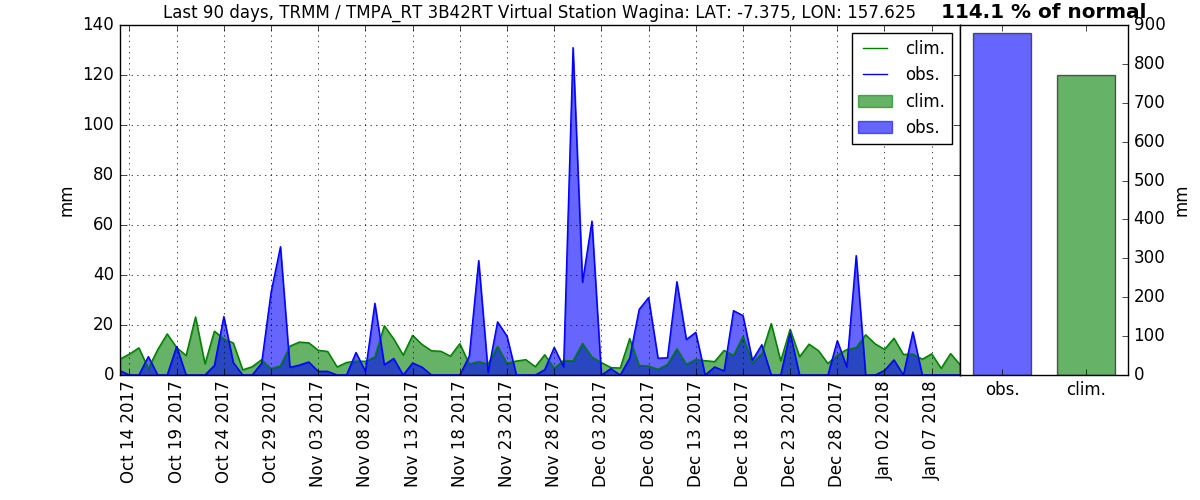 Last 90 days, TRMM / TMPA_RT 3B42RT Virtual Station Wagina: LAT: -7.375, LON: 157.625
114.1 % of normal
mm
140
120
100
80
60
40
20
0
clim.
obs.
clim.
obs.
900
800
700
600
500
400
300
200
100
0
mm
Oct 14 2017
Oct 19 2017
Oct 24 2017
Oct 29 2017
Nov 03 2017
Nov 08 2017
Nov 13 2017
Nov 18 2017
Nov 23 2017
Nov 28 2017
Dec 03 2017
Dec 08 2017
Dec 13 2017
Dec 18 2017
Dec 23 2017
Dec 28 2017
Jan 02 2018
Jan 07 2018
obs.
clim.